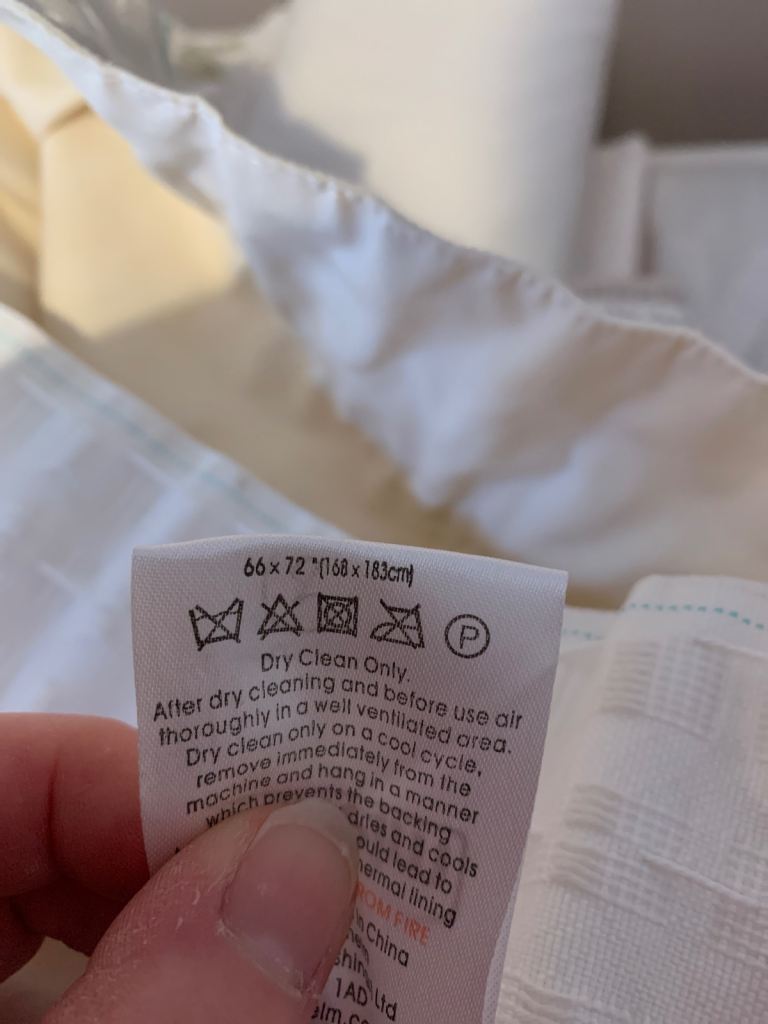 66 x 72 "(168 x 183cm)
P
Dry Clean Only.
After dry cleaning and before use air
thoroughly in a well ventilated area.
Dry clean only on a cool cycle,
remove immediately from the
machine and hang in a manner
which prevents the backing
dries and cools
ould lead to
hermal lining
ROM FIRE
in China
1AD
Ltd